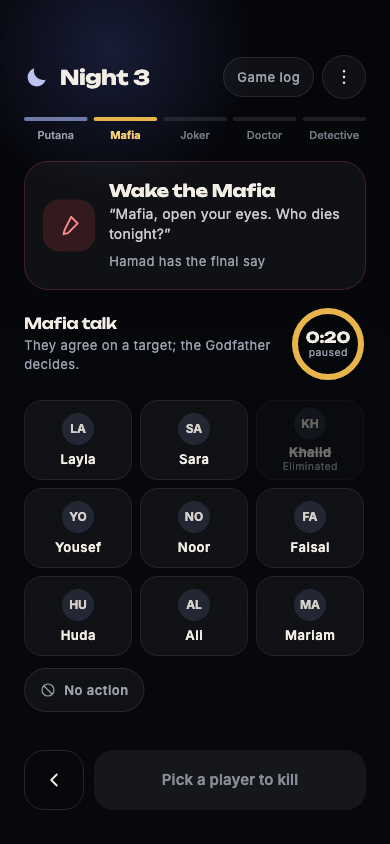 Night 3
Game log
Putana
Mafia
Joker
Doctor
Detective
Wake the Mafia
“Mafia, open your eyes. Who dies
tonight?”
Hamad has the final say
Mafia talk
They agree on a target; the Godfather
decides.
0:20
paused
LA
SA
KH
Layla
Sara
Khalid
Eliminated
YO
NO
FA
Yousef
Noor
Faisal
HU
AL
MA
Huda
Ali
Mariam
No action
Pick a player to kill